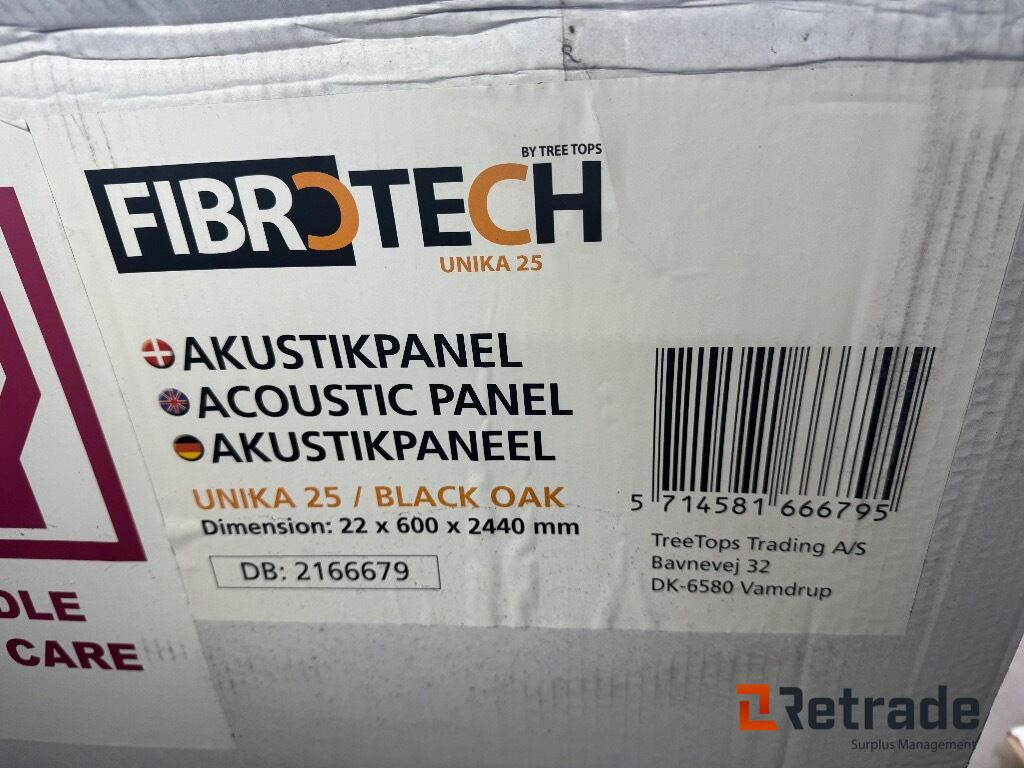 BY TREE TOPS
FIBROTECH
UNIKA 25
AKUSTIKPANEL
ACOUSTIC PANEL
AKUSTIKPANEEL
UNIKA 25 / BLACK OAK
Dimension: 22 x 600 x 2440 mm
DB: 2166679
5 714581 666795
TreeTops Trading A/S
Bavnevej 32
DK-6580 Vamdrup
DLE
CARE
Retrade
Surplus Management